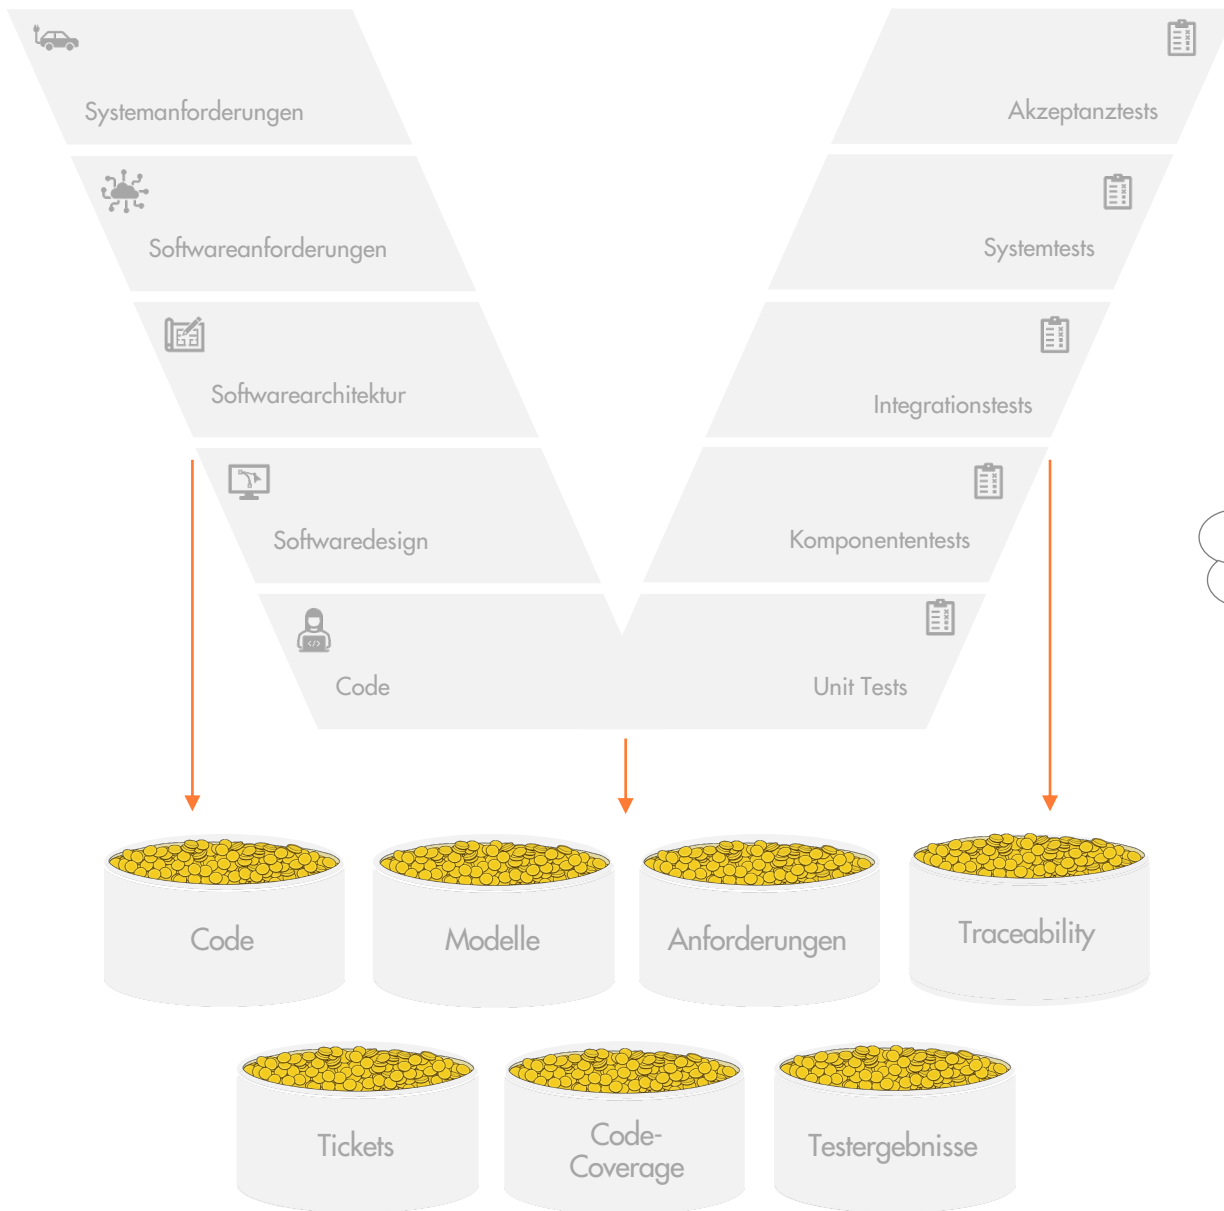 Systemanforderungen
Akzeptanztests
Softwareanforderungen
Systemtests
Softwarearchitektur
Integrationstests
Softwaredesign
Komponententests
Code
Unit Tests
Code
Modelle
Anforderungen
Traceability
Tickets
Code-
Coverage
Testergebnisse